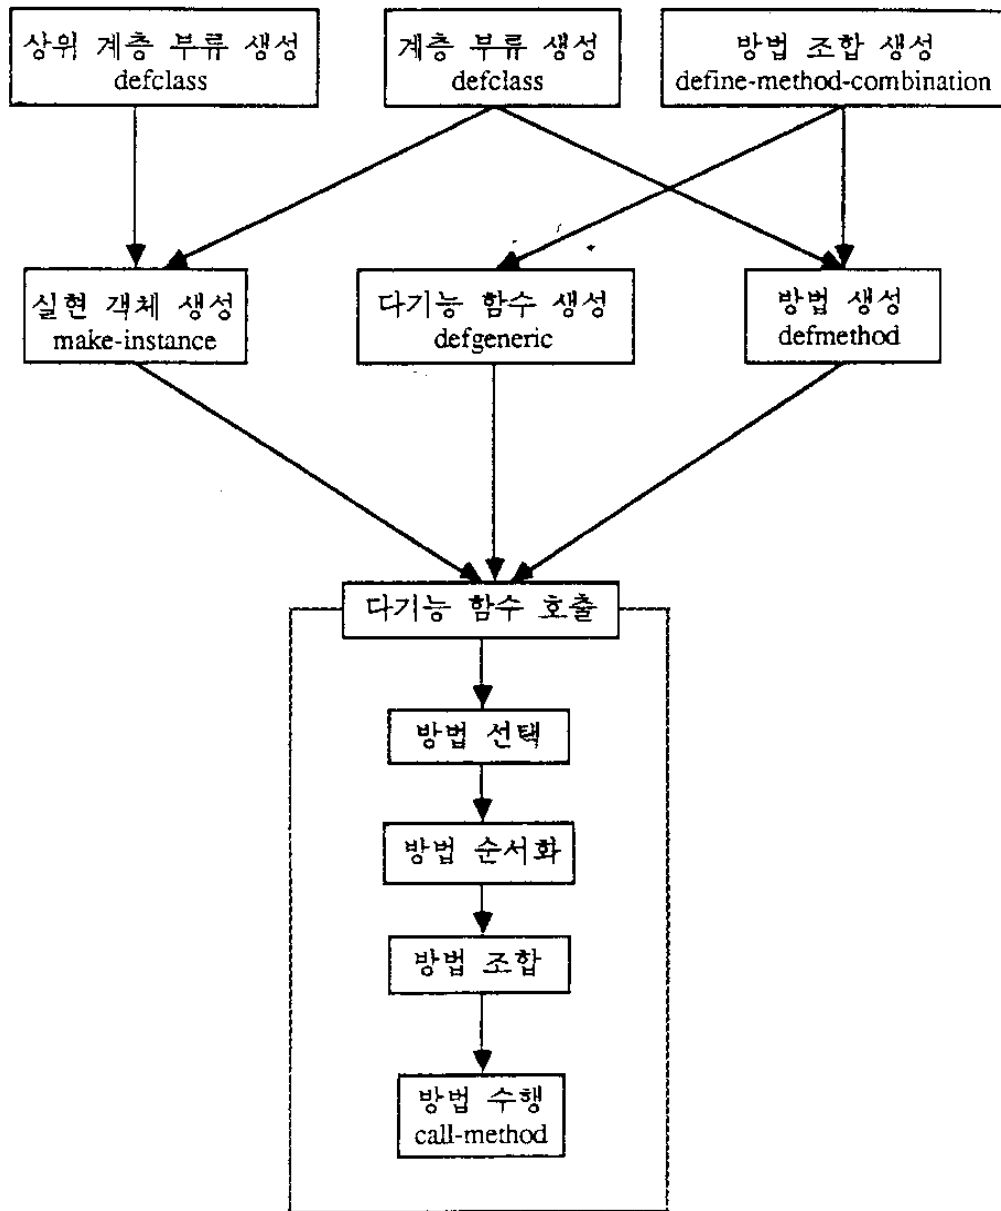 상위 계층 부류 생성
defclass
계층 부류 생성
defclass
방법 조합 생성
define-method-combination
실현 객체 생성
make-instance
다기능 함수 생성
defgeneric
방법 생성
defmethod
다기능 함수 호출
방법 선택
방법 순서화
방법 조합
방법 수행
call-method